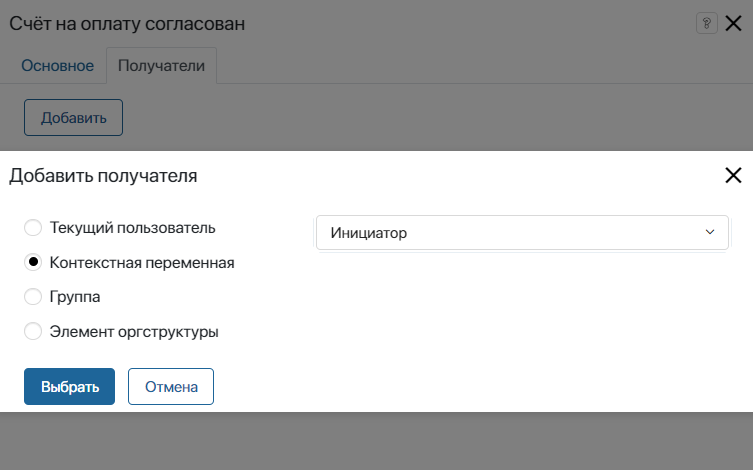 Счёт на оплату согласован
?
Основное
Получатели
Добавить
Добавить получателя
Текущий пользователь
Инициатор
Контекстная переменная
Группа
Элемент оргструктуры
Выбрать
Отмена